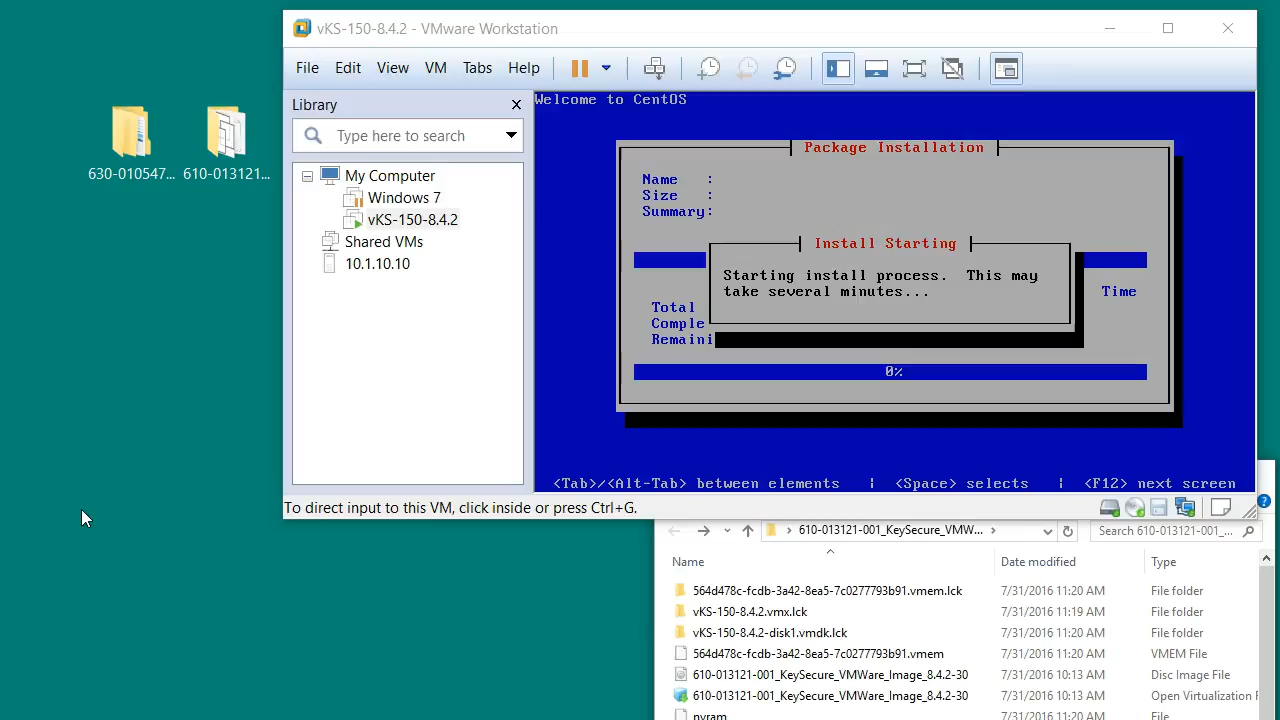 vKS-150-8.4.2 - VMware Workstation
File Edit View VM Tabs Help
Library
Type here to search
My Computer
Windows 7
vKS-150-8.4.2
Shared VMs
10.1.10.10
630-010547... 610-013121...
Welcome to CentOS
Package Installation
Name :
Size :
Summary:
Install Starting
Starting install process. This may
take several minutes...
Time
Total
Comple
Remaini
0%
<Tab>/<Alt-Tab> between elements | <Space> selects | <F12> next screen
To direct input to this VM, click inside or press Ctrl+G.
610-013121-001_KeySecure_VMW... Search 610-013121-001_...
Name Date modified Type
564d478c-fcdb-3a42-8ea5-7c0277793b91.vmem.lck 7/31/2016 11:20 AM File folder
vKS-150-8.4.2.vmx.lck 7/31/2016 11:19 AM File folder
vKS-150-8.4.2-disk1.vmdk.lck 7/31/2016 11:20 AM File folder
564d478c-fcdb-3a42-8ea5-7c0277793b91.vmem 7/31/2016 11:20 AM VMEM File
610-013121-001_KeySecure_VMWare_Image_8.4.2-30 7/31/2016 10:13 AM Disc Image File
610-013121-001_KeySecure_VMWare_Image_8.4.2-30 7/31/2016 10:13 AM Open Virtualization F
nvram 7/31/2016 11:20 AM File